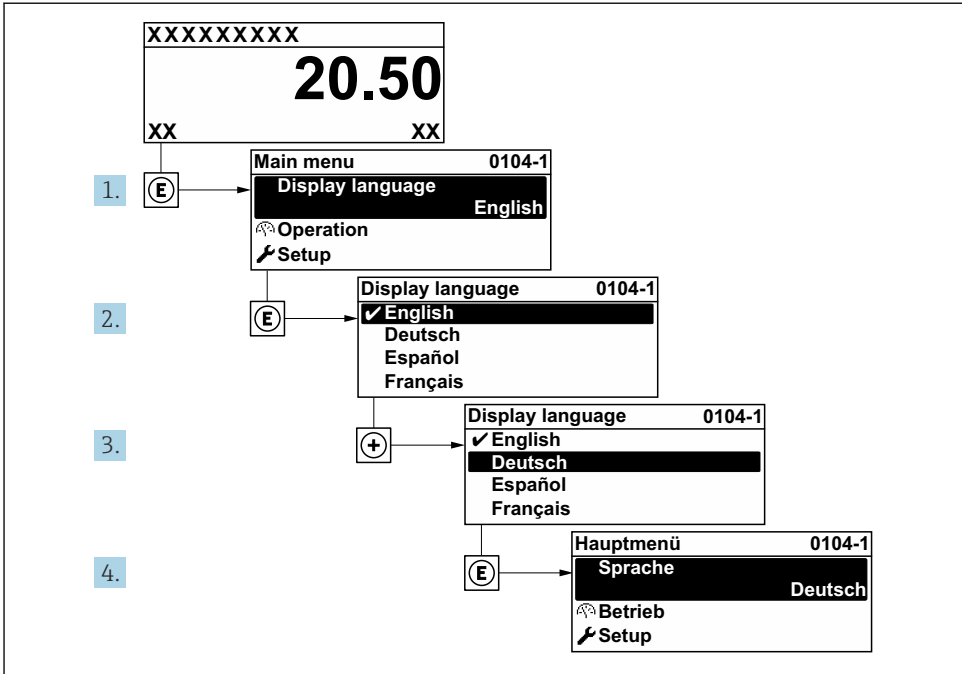 XXXXXXXXX
20.50
XX XX
1. E
Main menu 0104-1
Display language
English
Operation
Setup
2. E
Display language 0104-1
✔English
Deutsch
Español
Français
3. +
Display language 0104-1
✔English
Deutsch
Español
Français
4. E
Hauptmenü 0104-1
Sprache
Deutsch
Betrieb
Setup